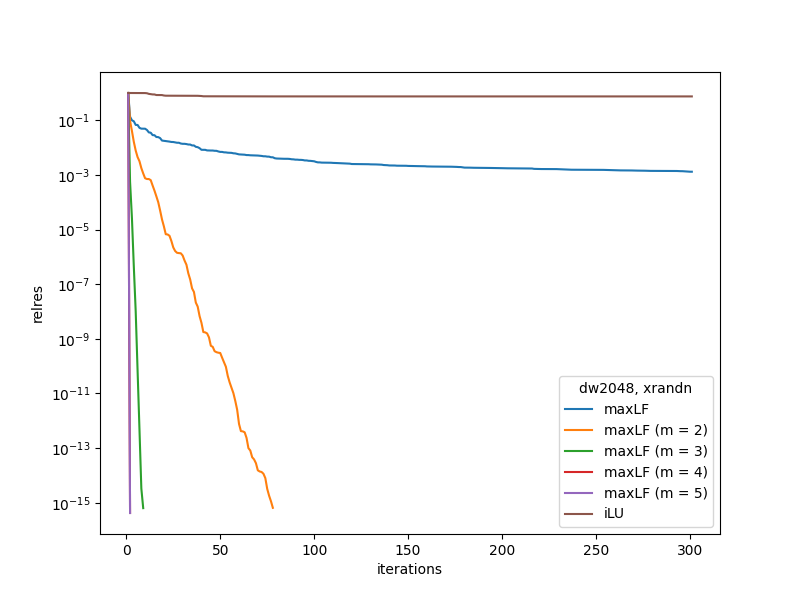 10⁻¹
10⁻³
10⁻⁵
10⁻⁷
10⁻⁹
10⁻¹¹
10⁻¹³
10⁻¹⁵
relres
0 50 100 150 200 250 300
iterations
dw2048, xrandn
maxLF
maxLF (m = 2)
maxLF (m = 3)
maxLF (m = 4)
maxLF (m = 5)
iLU